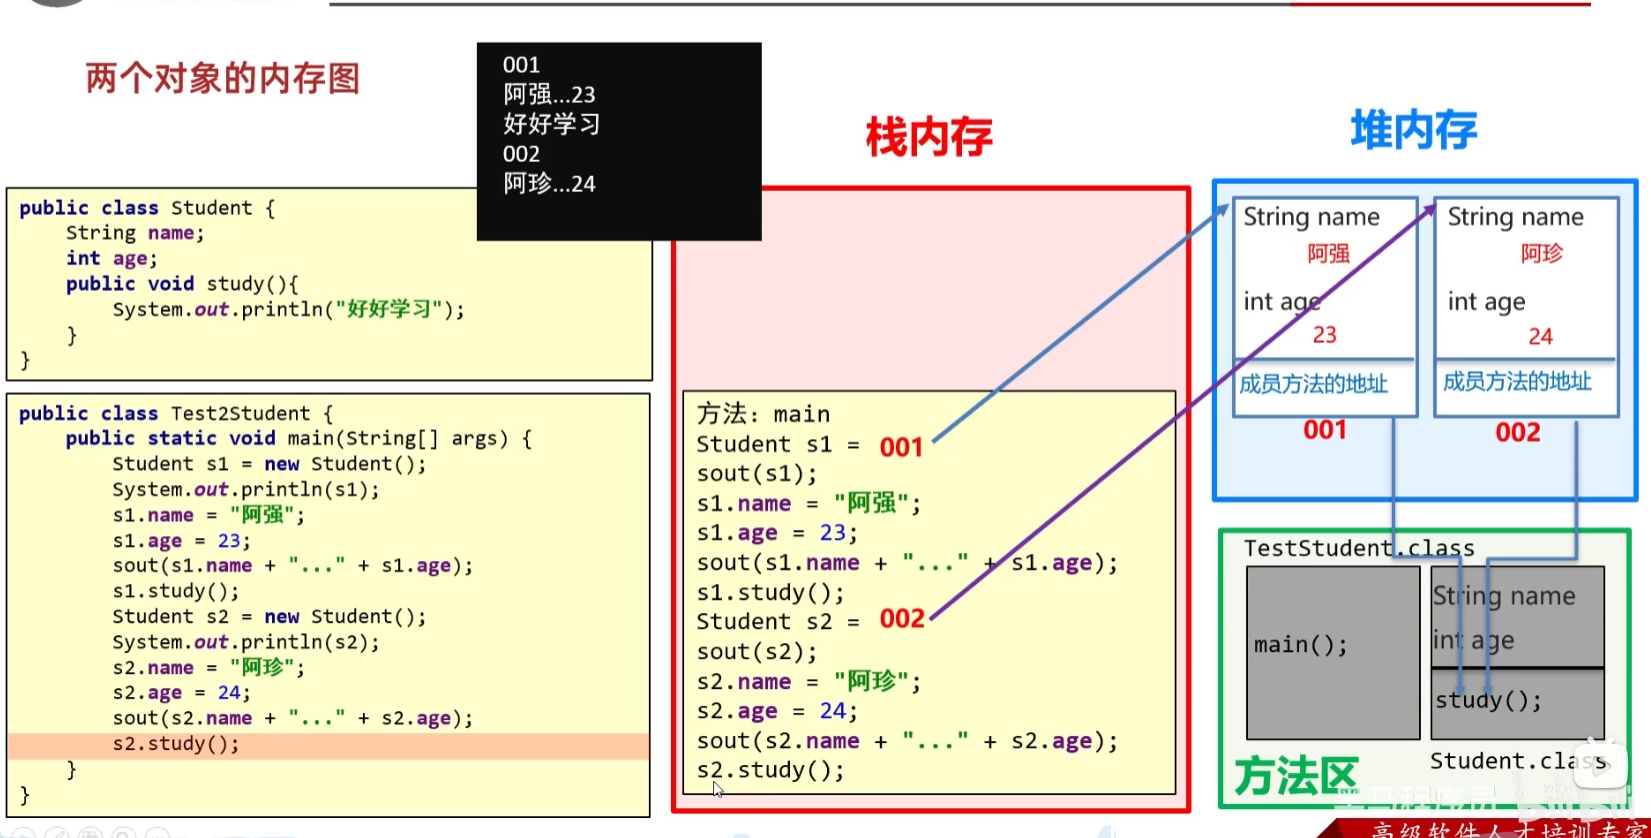 两个对象的内存图
001
阿强...23
好好学习
002
阿珍...24
public class Student {
String name;
int age;
public void study(){
System.out.println("好好学习");
}
}
public class Test2Student {
public static void main(String[] args) {
Student s1 = new Student();
System.out.println(s1);
s1.name = "阿强";
s1.age = 23;
sout(s1.name + "..." + s1.age);
s1.study();
Student s2 = new Student();
System.out.println(s2);
s2.name = "阿珍";
s2.age = 24;
sout(s2.name + "..." + s2.age);
s2.study();
}
}
栈内存
方法: main
Student s1 = 001
sout(s1);
s1.name = "阿强";
s1.age = 23;
sout(s1.name + "..." + s1.age);
s1.study();
Student s2 = 002
sout(s2);
s2.name = "阿珍";
s2.age = 24;
sout(s2.name + "..." + s2.age);
s2.study();
堆内存
String name
阿强
int age
23
成员方法的地址
001
String name
阿珍
int age
24
成员方法的地址
002
TestStudent.class
main();
String name
int age
study();
Student.class
方法区
高级软件人才培训专家